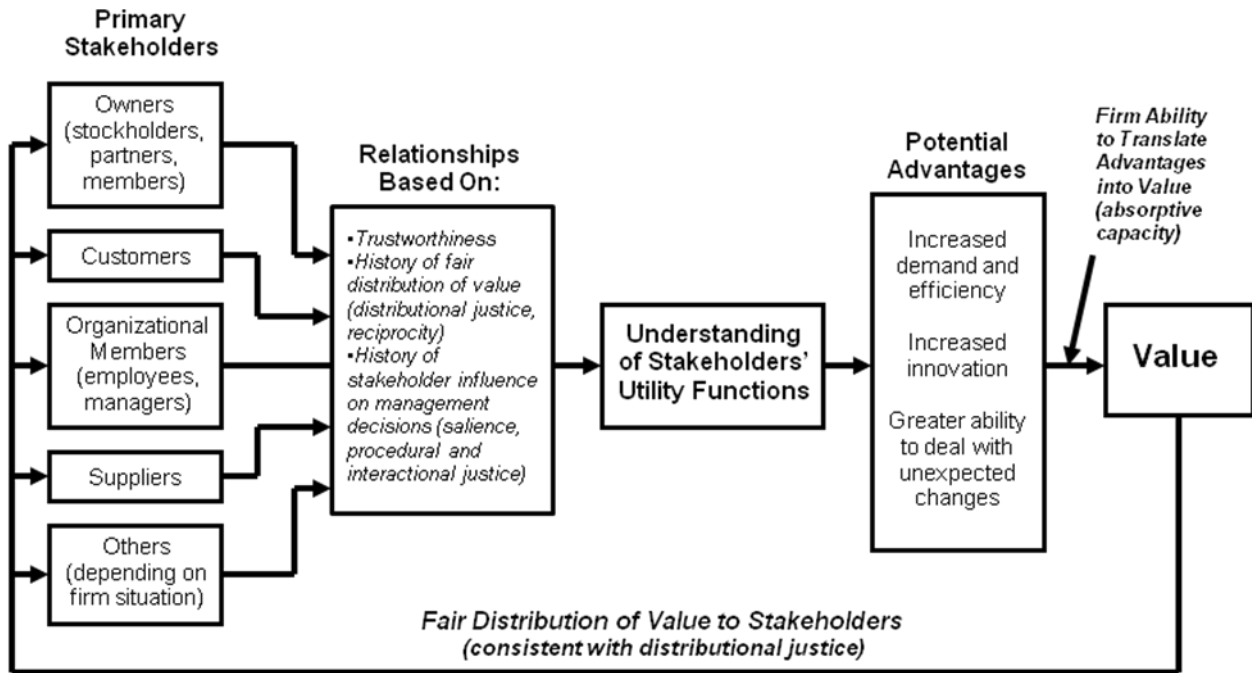 Primary
Stakeholders
Owners
(stockholders,
partners,
members)
Customers
Organizational
Members
(employees,
managers)
Suppliers
Others
(depending on
firm situation)
Relationships
Based On:
▪Trustworthiness
▪History of fair
distribution of value
(distributional justice,
reciprocity)
▪History of
stakeholder influence
on management
decisions (salience,
procedural and
interactional justice)
Understanding
of Stakeholders’
Utility Functions
Potential
Advantages
Increased
demand and
efficiency
Increased
innovation
Greater ability
to deal with
unexpected
changes
Firm Ability
to Translate
Advantages
into Value
(absorptive
capacity)
Value
Fair Distribution of Value to Stakeholders
(consistent with distributional justice)